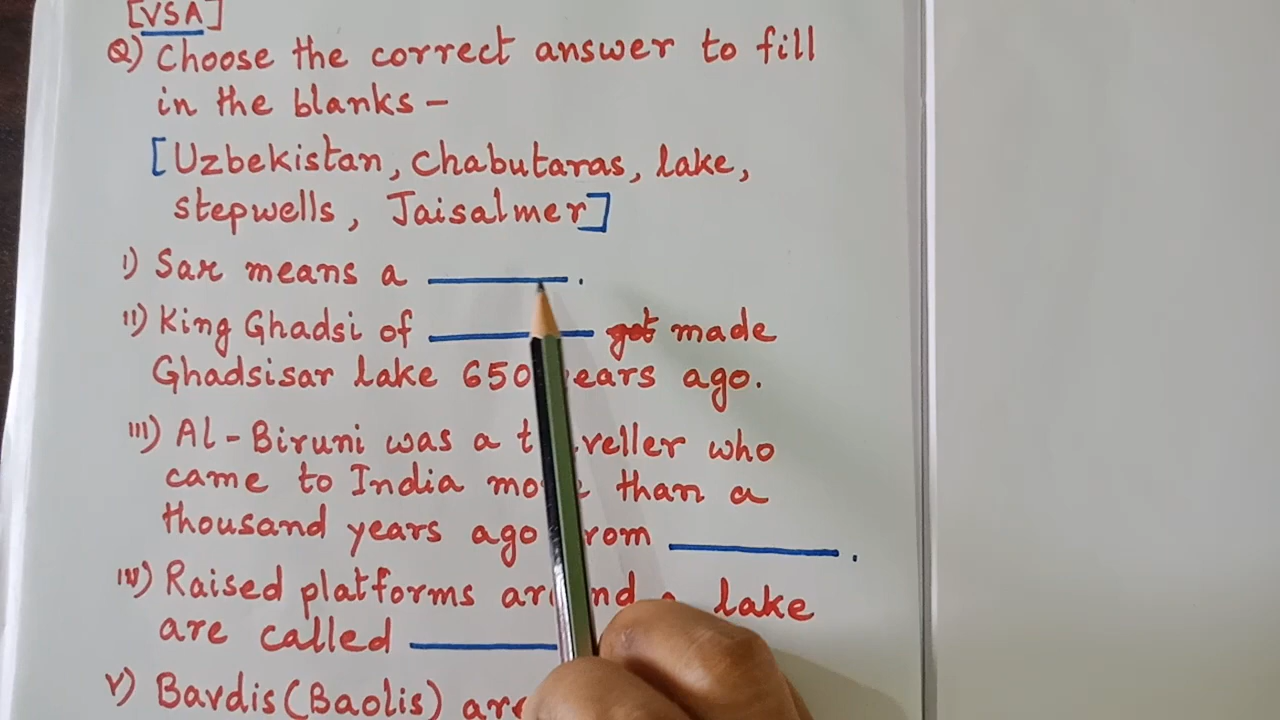 [VSA]
Q) Choose the correct answer to fill
in the blanks –
[Uzbekistan, Chabutaras, lake,
stepwells, Jaisalmer]
i) Sar means a ______.
ii) King Ghadsi of ______ got made
Ghadsisar lake 650 years ago.
iii) Al-Biruni was a traveller who
came to India more than a
thousand years ago from ______.
iv) Raised platforms around a lake
are called ______
v) Bavdis (Baolis) are